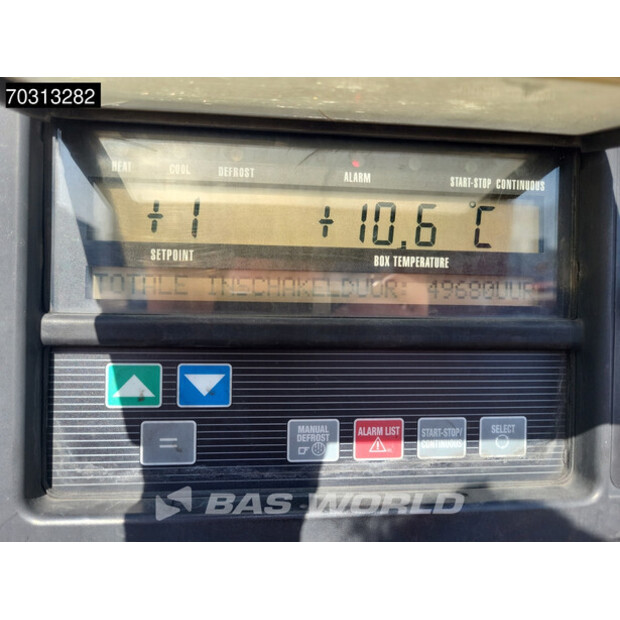 70313282
HEAT COOL DEFROST ALARM START-STOP CONTINUOUS
+1 +10.6 °C
SETPOINT BOX TEMPERATURE
TOTALE INSCHAKELDUUR: 49680UUR
MANUAL DEFROST ALARM LIST START-STOP/ CONTINUOUS SELECT
=
BAS WORLD